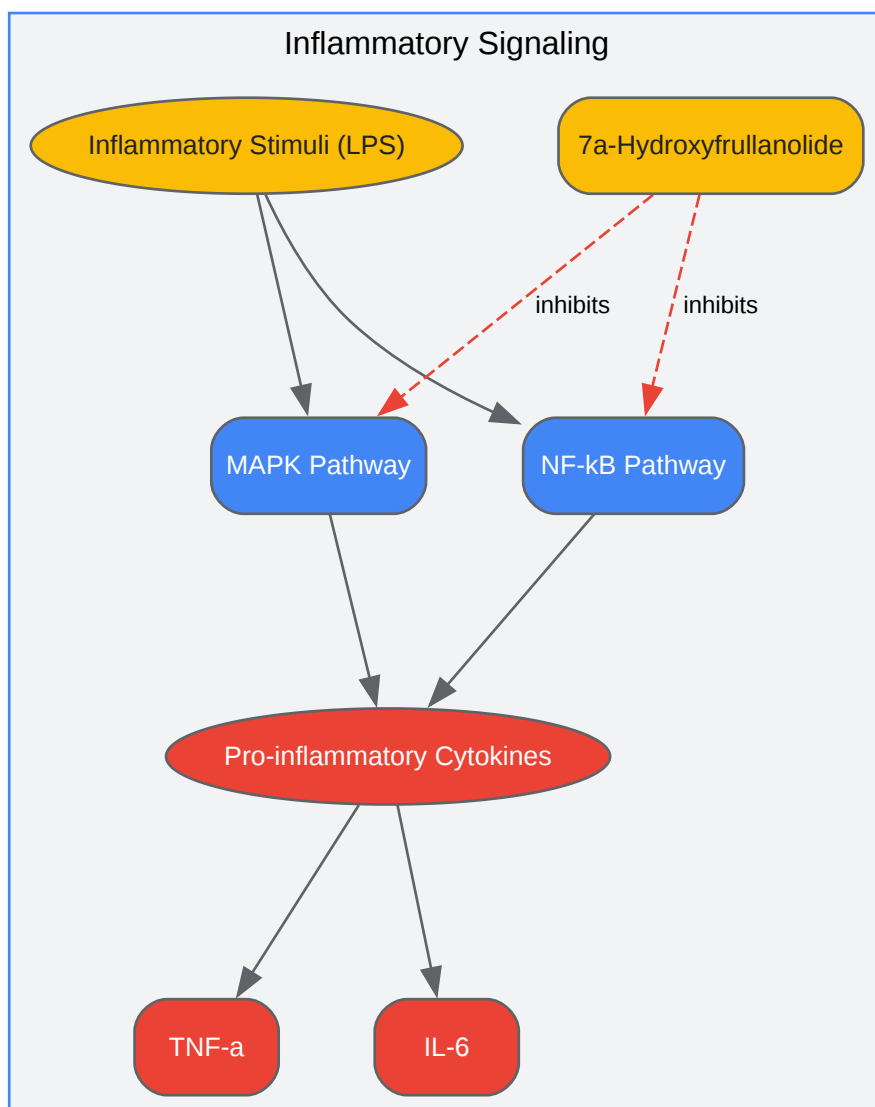 Inflammatory Signaling
Inflammatory Stimuli (LPS)
7a-Hydroxyfrullanolide
inhibits
inhibits
MAPK Pathway
NF-kB Pathway
Pro-inflammatory Cytokines
TNF-a
IL-6